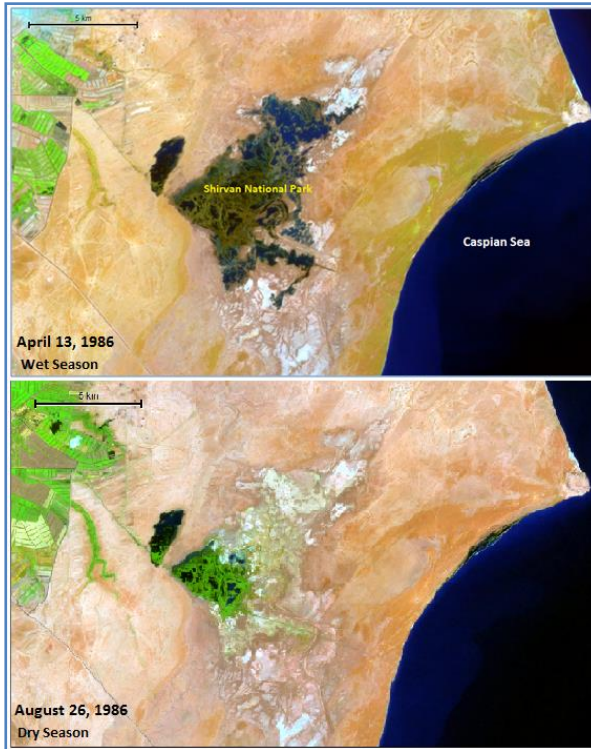 5 km
Shirvan National Park
Caspian Sea
April 13, 1986
Wet Season
5 km
August 26, 1986
Dry Season